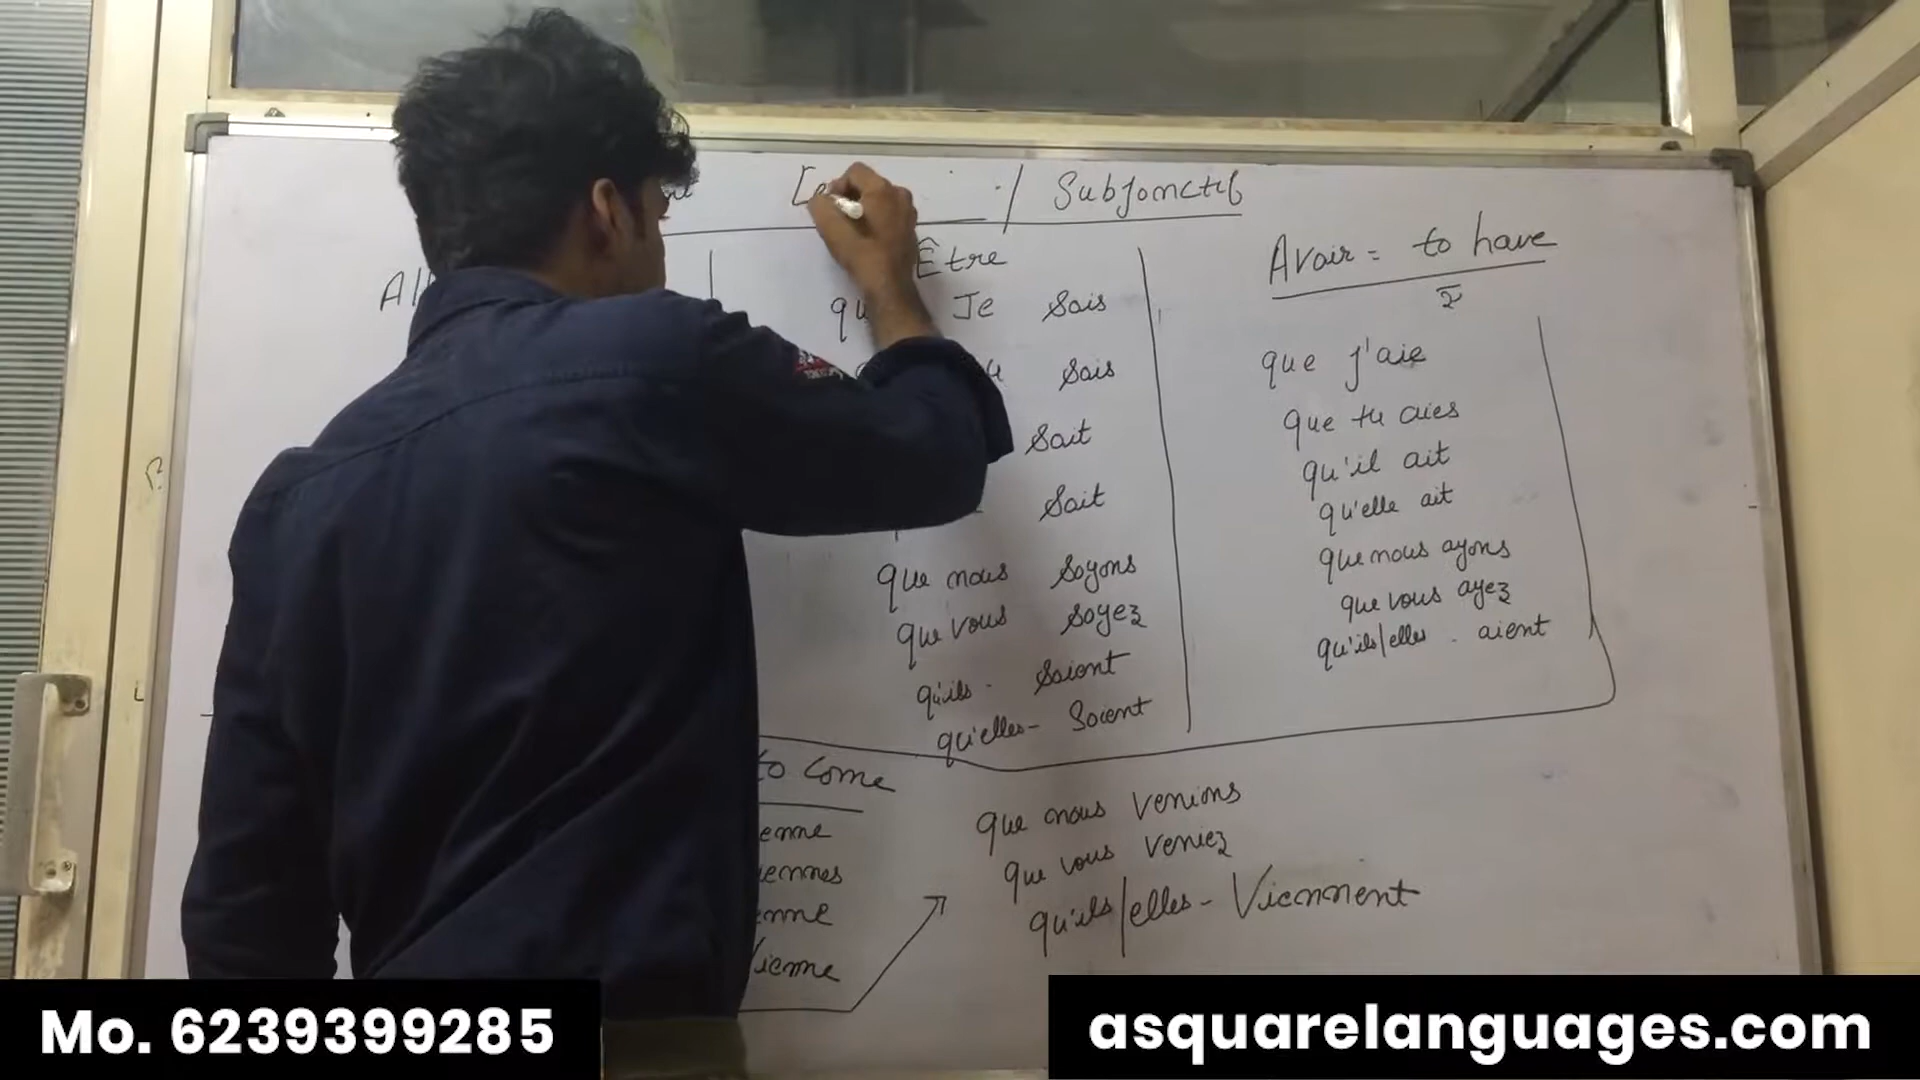 Subjonctif
All
Être
que Je Sois
Sois
Soit
Soit
que nous soyons
que vous soyez
qu'ils - Soient
qu'elles - Soient
Avoir = to have
que j'aie
que tu aies
qu'il ait
qu'elle ait
que nous ayons
que vous ayez
qu'ils/elles - aient
to Come
enne
iennes
enne
Vienne
que nous venions
que vous veniez
qu'ils/elles - Viennent
Mo. 6239399285
asquarelanguages.com